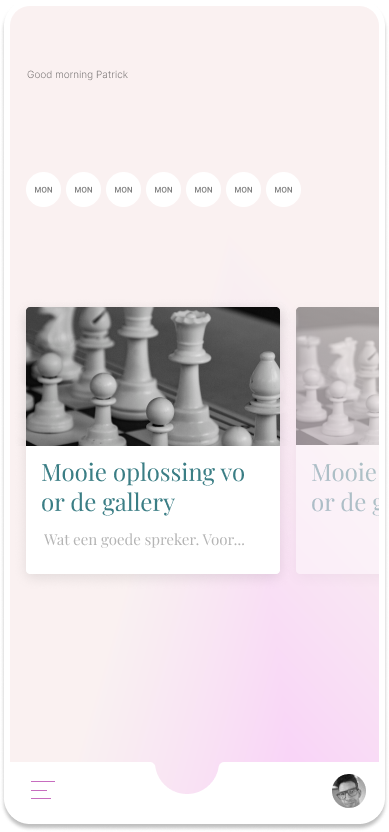 Good morning Patrick
MON MON MON MON MON MON MON
Mooie oplossing vo
or de gallery
Wat een goede spreker. Voor...
Mooie
or de g